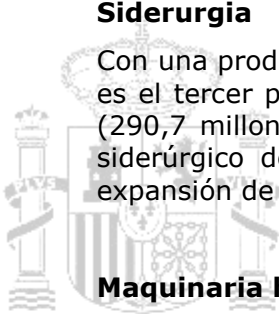 Siderurgia
Con una prod
es el tercer p
(290,7 millon
siderúrgico d
expansión de
Maquinaria